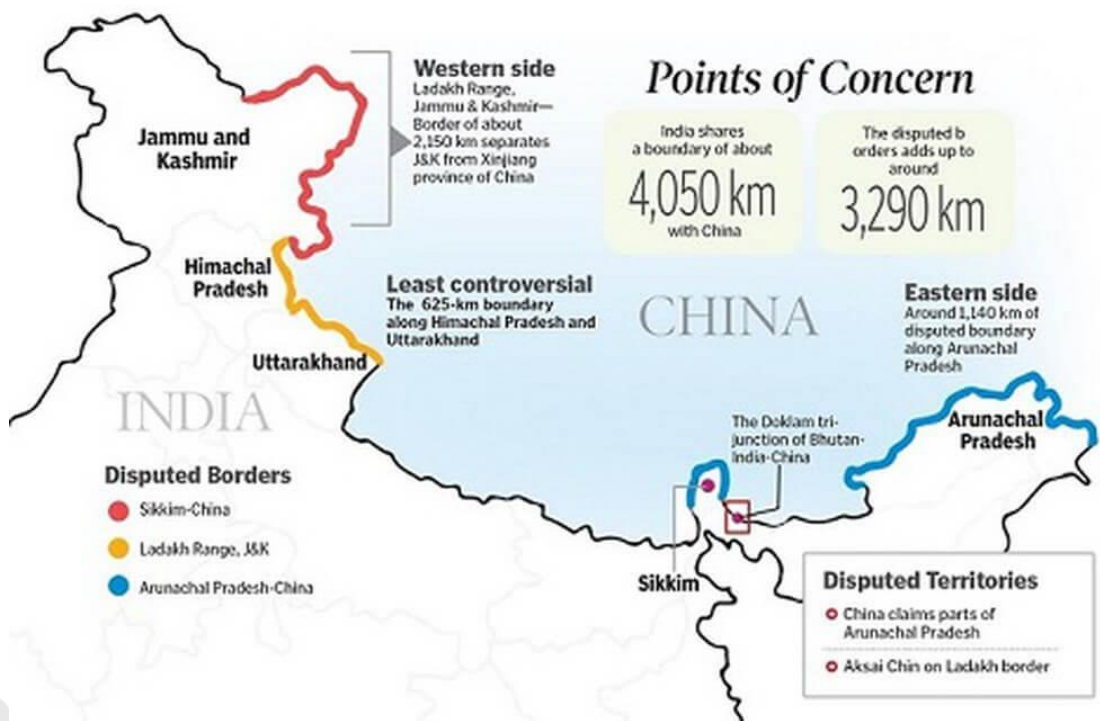 Points of Concern
Western side
Ladakh Range,
Jammu & Kashmir—
Border of about
2,150 km separates
J&K from Xinjiang
province of China
India shares
a boundary of about
4,050 km
with China
The disputed b
orders adds up to
around
3,290 km
Jammu and
Kashmir
Himachal
Pradesh
Least controversial
The 625-km boundary
along Himachal Pradesh and
Uttarakhand
CHINA
Eastern side
Around 1,140 km of
disputed boundary
along Arunachal
Pradesh
Uttarakhand
INDIA
The Doklam tri-
junction of Bhutan-
India-China
Arunachal
Pradesh
Disputed Borders
Sikkim-China
Ladakh Range, J&K
Arunachal Pradesh-China
Sikkim
Disputed Territories
China claims parts of
Arunachal Pradesh
Aksai Chin on Ladakh border